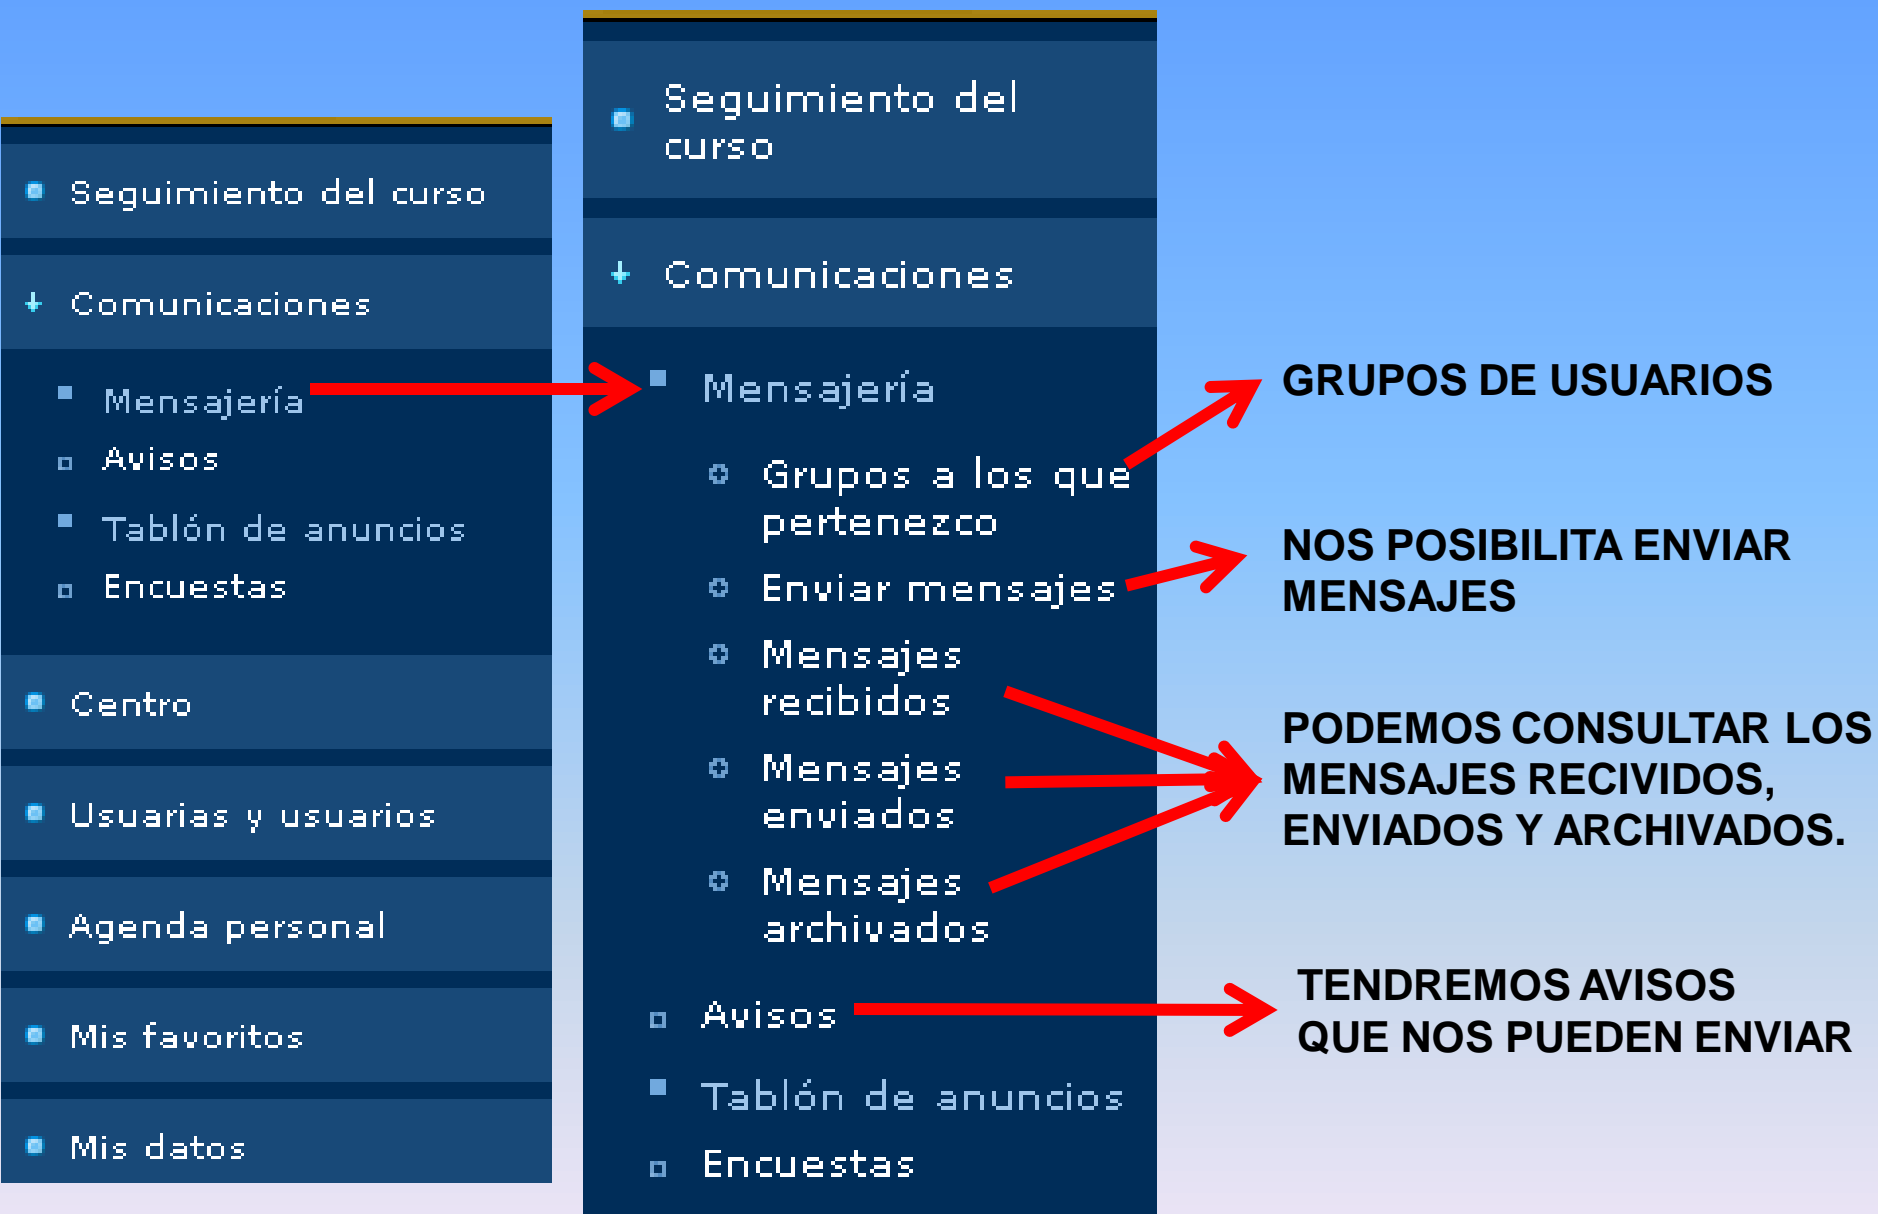 Seguimiento del curso
Comunicaciones
Mensajería
Avisos
Tablón de anuncios
Encuestas
Centro
Usuarias y usuarios
Agenda personal
Mis favoritos
Mis datos
Seguimiento del
curso
Comunicaciones
Mensajería
Grupos a los que
pertenezco
Enviar mensajes
Mensajes
recibidos
Mensajes
enviados
Mensajes
archivados
Avisos
Tablón de anuncios
Encuestas
GRUPOS DE USUARIOS
NOS POSIBILITA ENVIAR
MENSAJES
PODEMOS CONSULTAR LOS
MENSAJES RECIVIDOS,
ENVIADOS Y ARCHIVADOS.
TENDREMOS AVISOS
QUE NOS PUEDEN ENVIAR